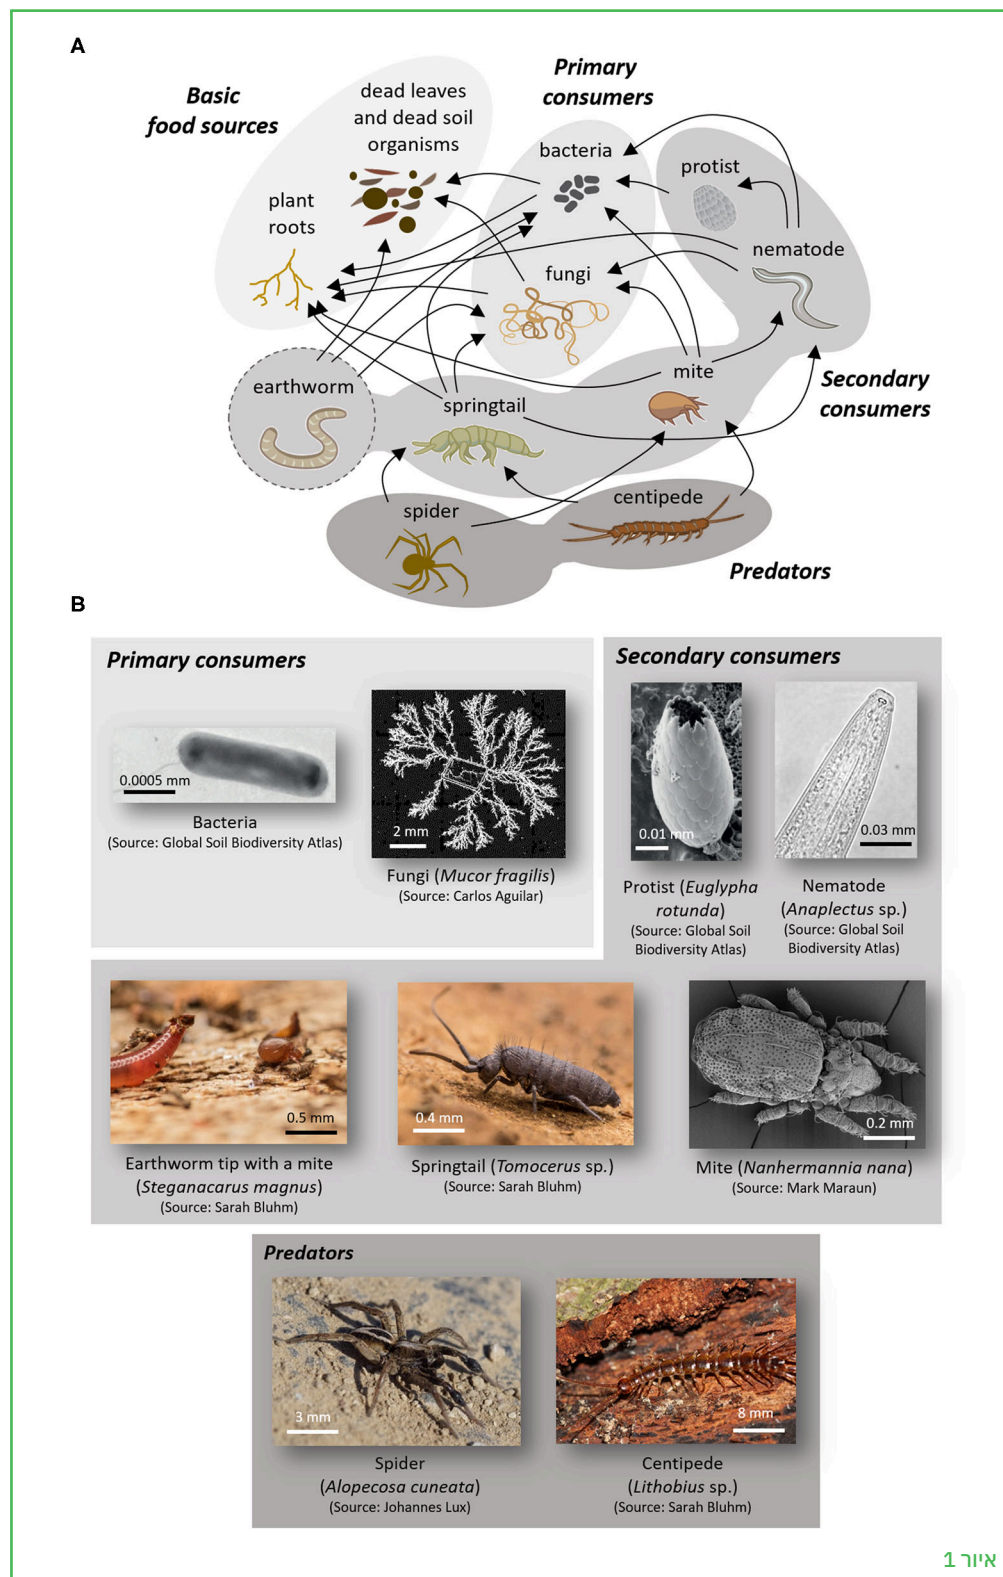 A
Basic
food sources
dead leaves
and dead soil
organisms
plant
roots
Primary
consumers
bacteria
fungi
protist
nematode
Secondary
consumers
earthworm
springtail
mite
spider
centipede
Predators
B
Primary consumers
0.0005 mm
Bacteria
(Source: Global Soil Biodiversity Atlas)
2 mm
Fungi (Mucor fragilis)
(Source: Carlos Aguilar)
Secondary consumers
0.01 mm
Protist (Euglypha
rotunda)
(Source: Global Soil
Biodiversity Atlas)
0.03 mm
Nematode
(Anaplectus sp.)
(Source: Global Soil
Biodiversity Atlas)
0.5 mm
Earthworm tip with a mite
(Steganacarus magnus)
(Source: Sarah Bluhm)
0.4 mm
Springtail (Tomocerus sp.)
(Source: Sarah Bluhm)
0.2 mm
Mite (Nanhermannia nana)
(Source: Mark Maraun)
Predators
3 mm
Spider
(Alopecosa cuneata)
(Source: Johannes Lux)
8 mm
Centipede
(Lithobius sp.)
(Source: Sarah Bluhm)
איור 1